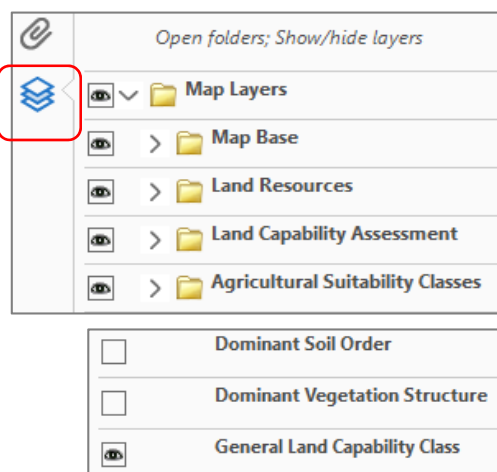 Open folders; Show/hide layers
Map Layers
Map Base
Land Resources
Land Capability Assessment
Agricultural Suitability Classes
Dominant Soil Order
Dominant Vegetation Structure
General Land Capability Class